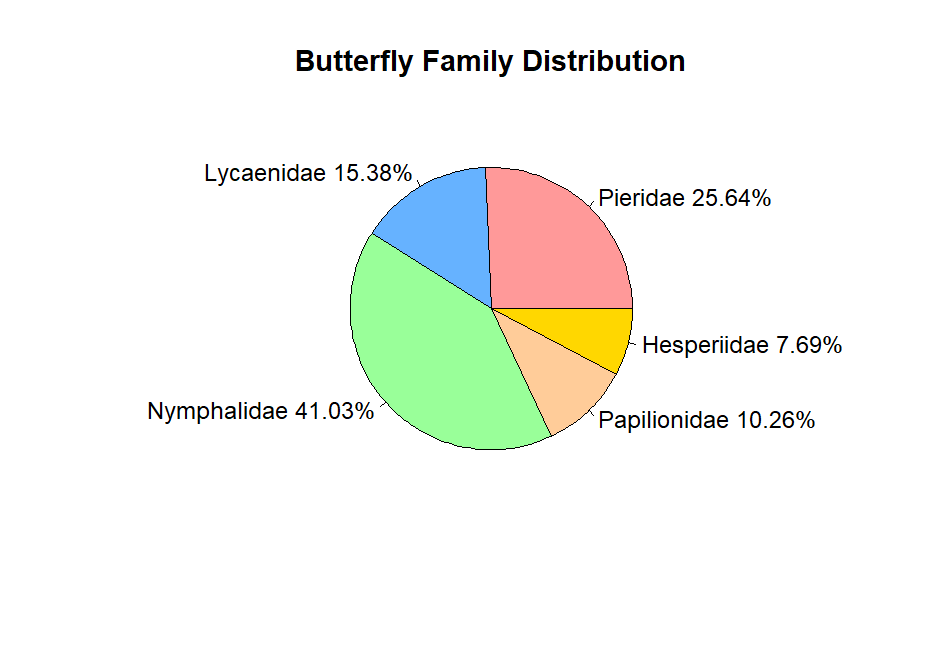 Butterfly Family Distribution
Lycaenidae 15.38%
Pieridae 25.64%
Hesperiidae 7.69%
Nymphalidae 41.03%
Papilionidae 10.26%